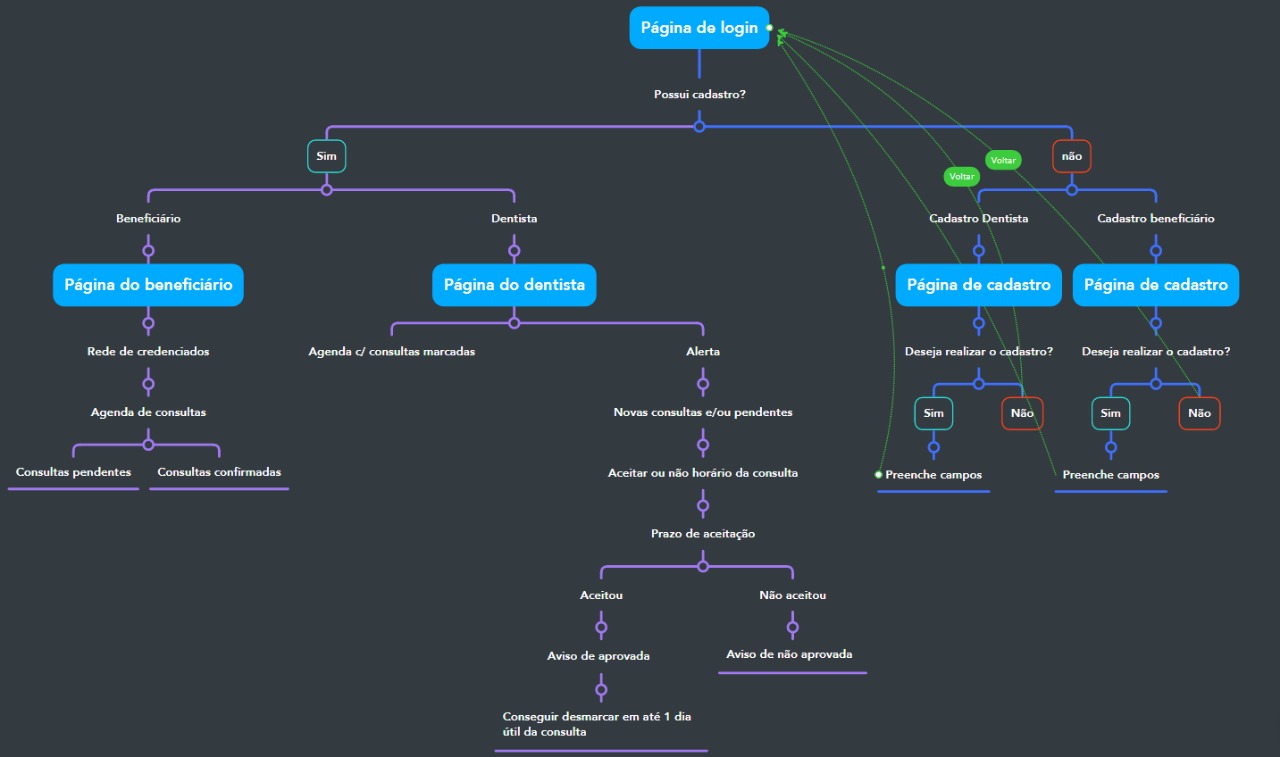 Página de login
Possui cadastro?
Sim
não
Voltar
Voltar
Beneficiário
Dentista
Cadastro Dentista
Cadastro beneficiário
Página do beneficiário
Página do dentista
Página de cadastro
Página de cadastro
Rede de credenciados
Agenda c/ consultas marcadas
Alerta
Deseja realizar o cadastro?
Deseja realizar o cadastro?
Agenda de consultas
Novas consultas e/ou pendentes
Sim
Não
Sim
Não
Consultas pendentes
Consultas confirmadas
Aceitar ou não horário da consulta
Preenche campos
Preenche campos
Prazo de aceitação
Aceitou
Não aceitou
Aviso de aprovada
Aviso de não aprovada
Conseguir desmarcar em até 1 dia
útil da consulta